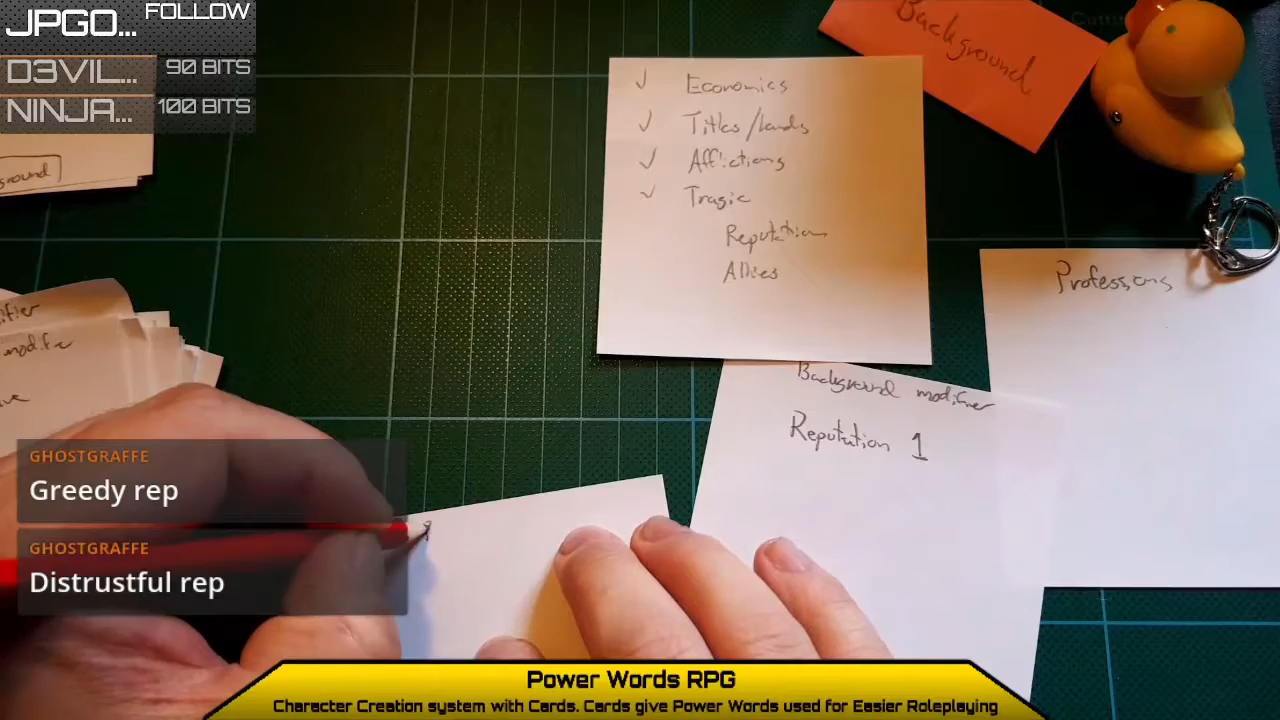 JPGO...
FOLLOW
D3VIL...
90 BITS
NINJA...
100 BITS
Background
✓ Economics
✓ Titles/Lands
✓ Afflictions
✓ Tragic
Reputation
Allies
Professions
Background modifier
Reputation 1
GHOSTGRAFFE
Greedy rep
GHOSTGRAFFE
Distrustful rep
Power Words RPG
Character Creation system with Cards. Cards give Power Words used for Easier Roleplaying